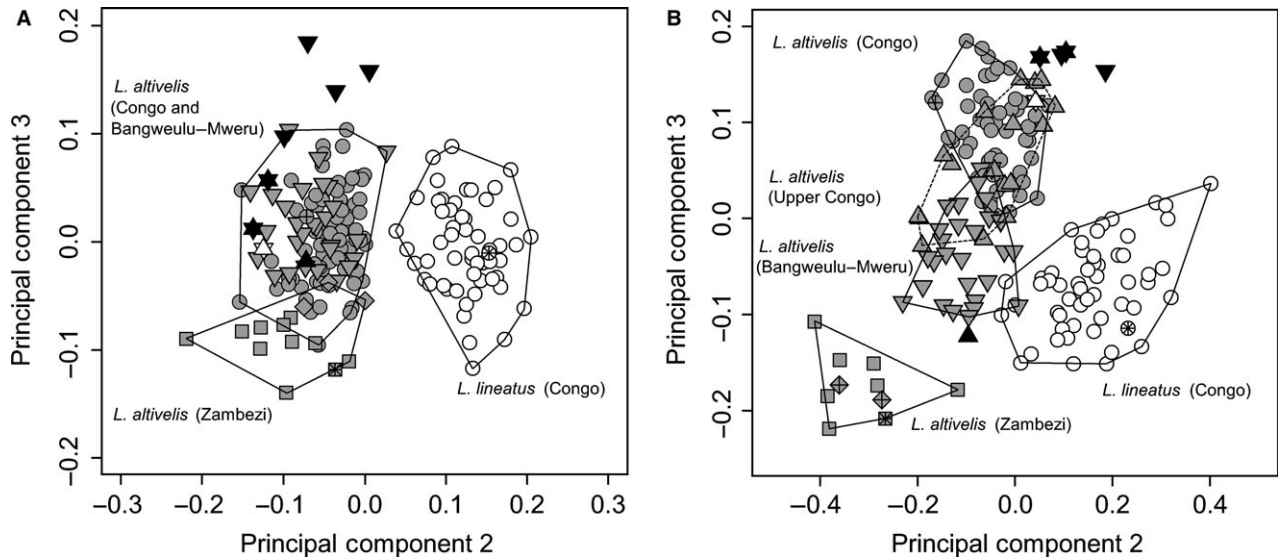 A
0.2
0.1
0.0
−0.1
−0.2
Principal component 3
−0.3
−0.2
−0.1
0.0
0.1
0.2
0.3
Principal component 2
L. altivelis
(Congo and
Bangweulu–Mweru)
L. altivelis (Zambezi)
L. lineatus (Congo)
B
0.2
0.1
0.0
−0.1
−0.2
Principal component 3
−0.4
−0.2
0.0
0.2
0.4
Principal component 2
L. altivelis (Congo)
L. altivelis
(Upper Congo)
L. altivelis
(Bangweulu–Mweru)
L. lineatus (Congo)
L. altivelis (Zambezi)